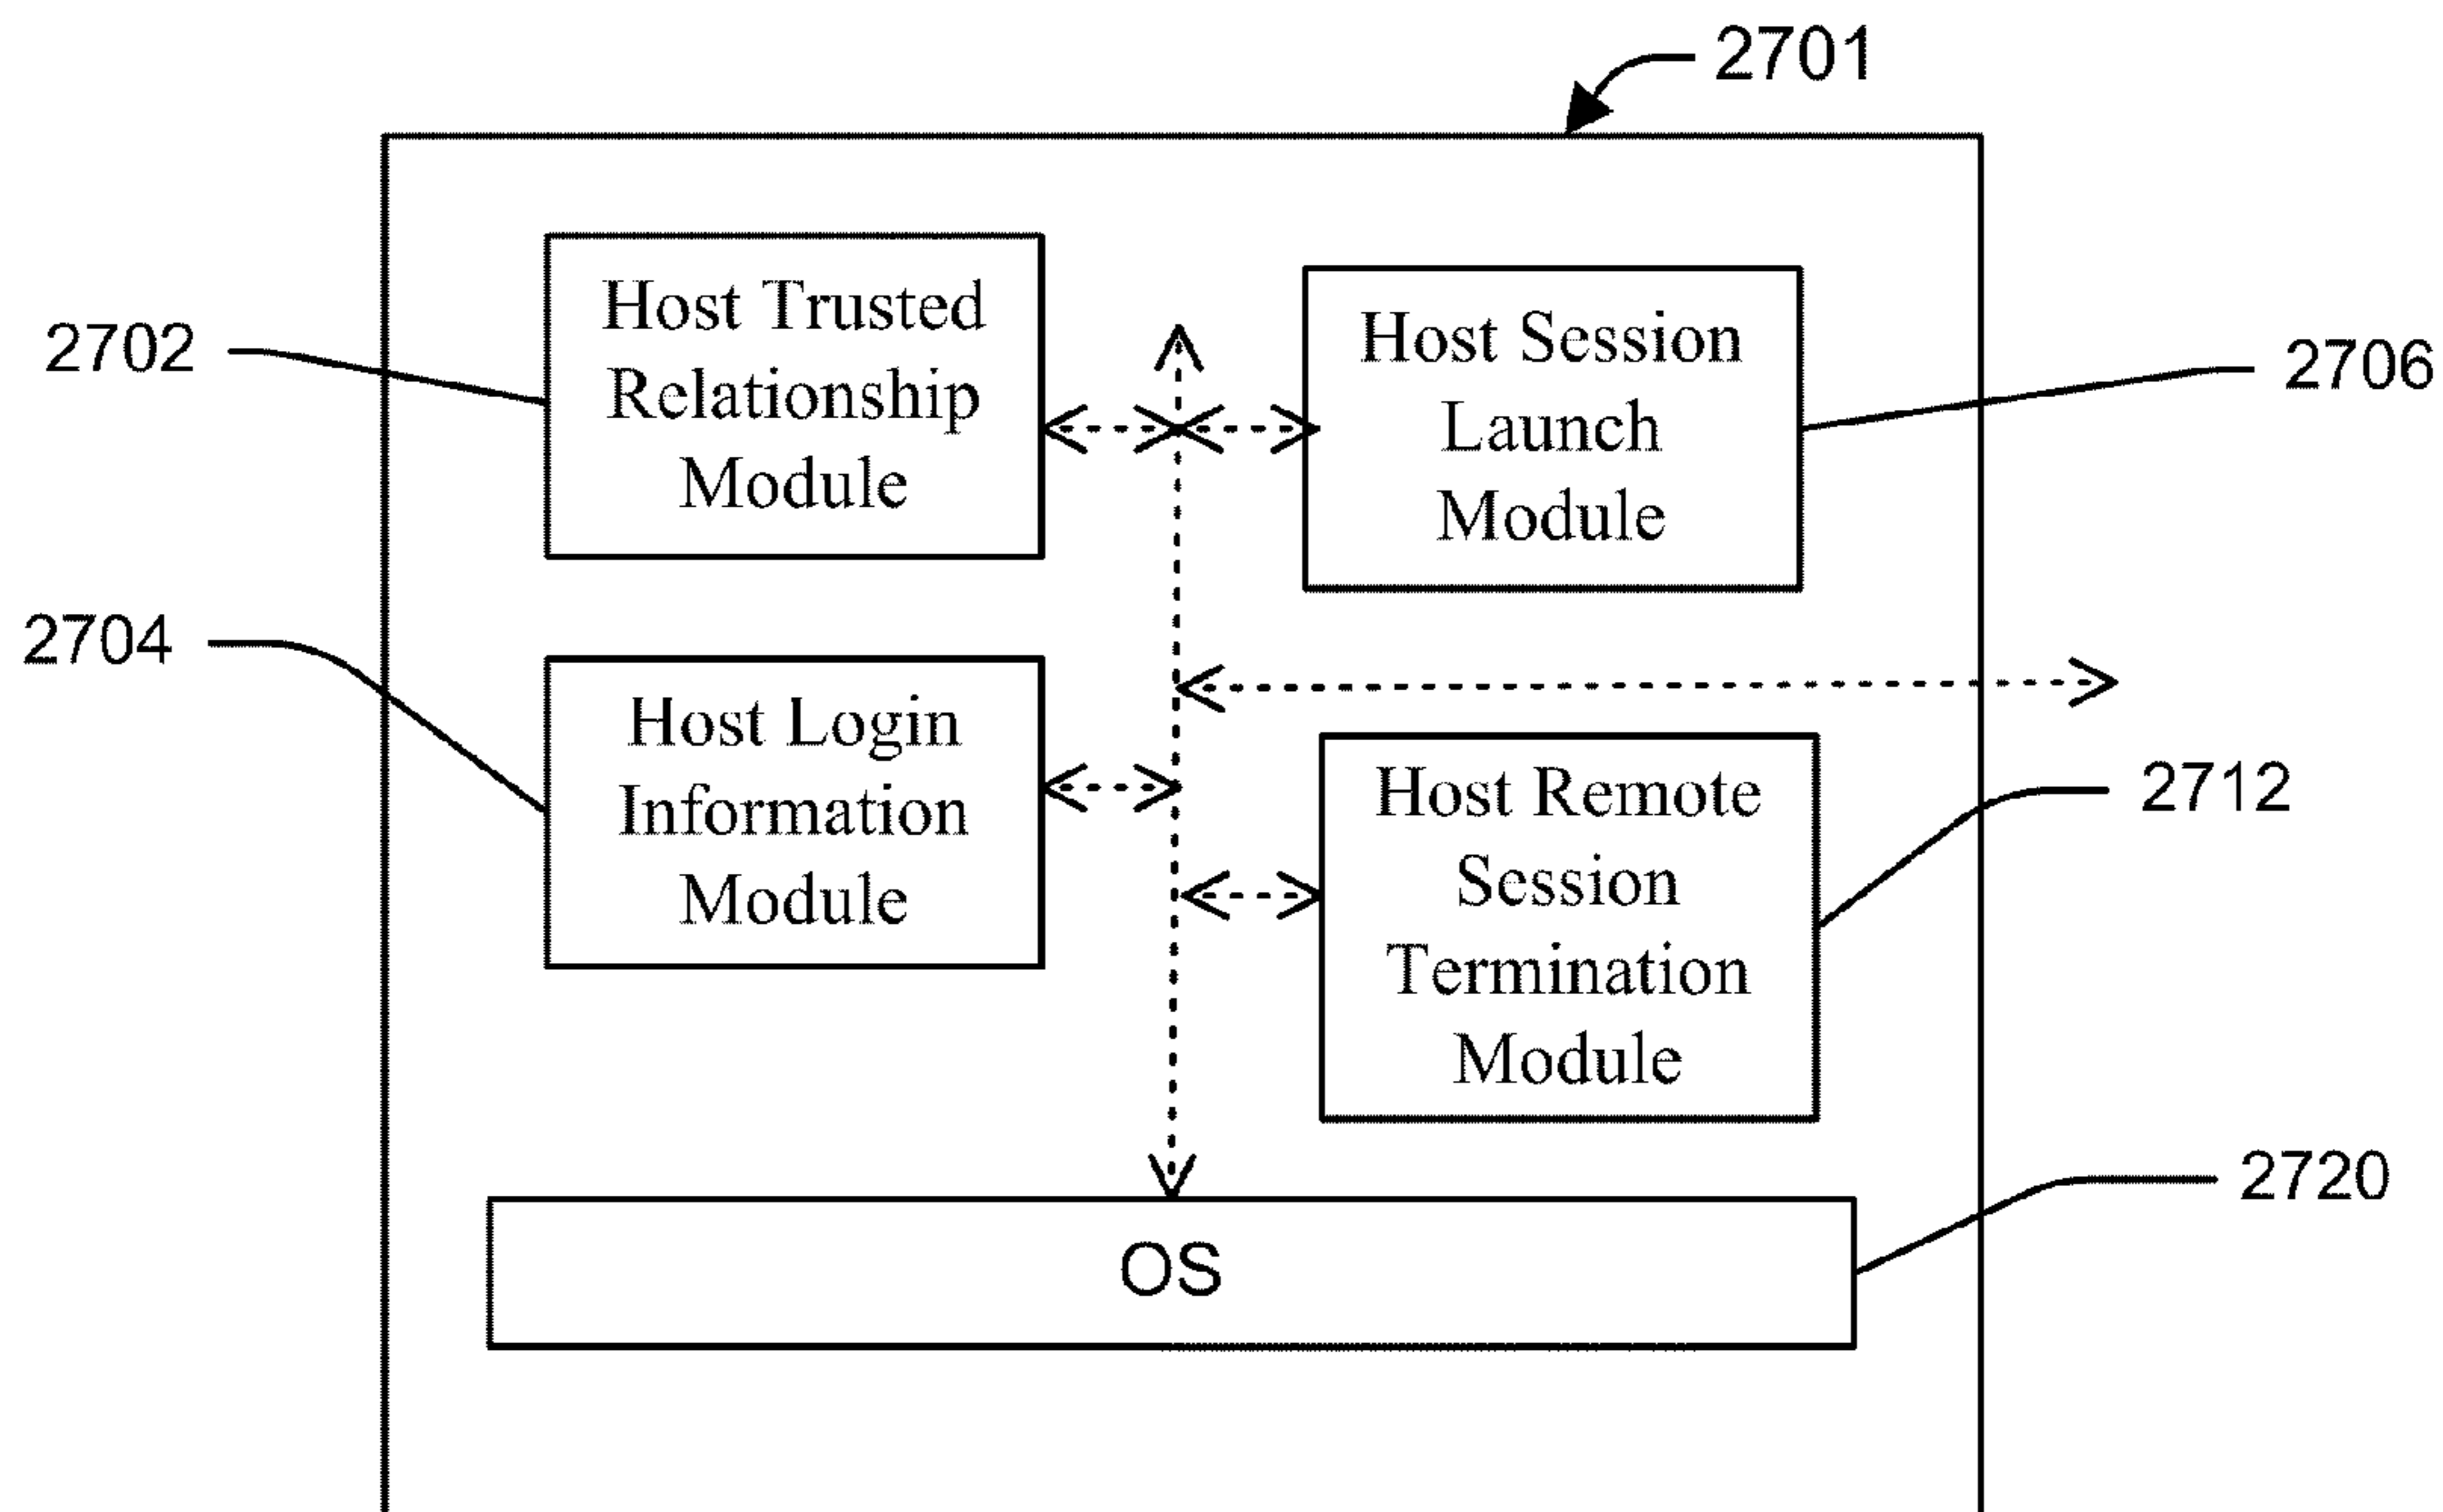 2701
Host Trusted
Relationship
Module
2702
Host Session
Launch
Module
2706
2704
Host Login
Information
Module
Host Remote
Session
Termination
Module
2712
2720
OS